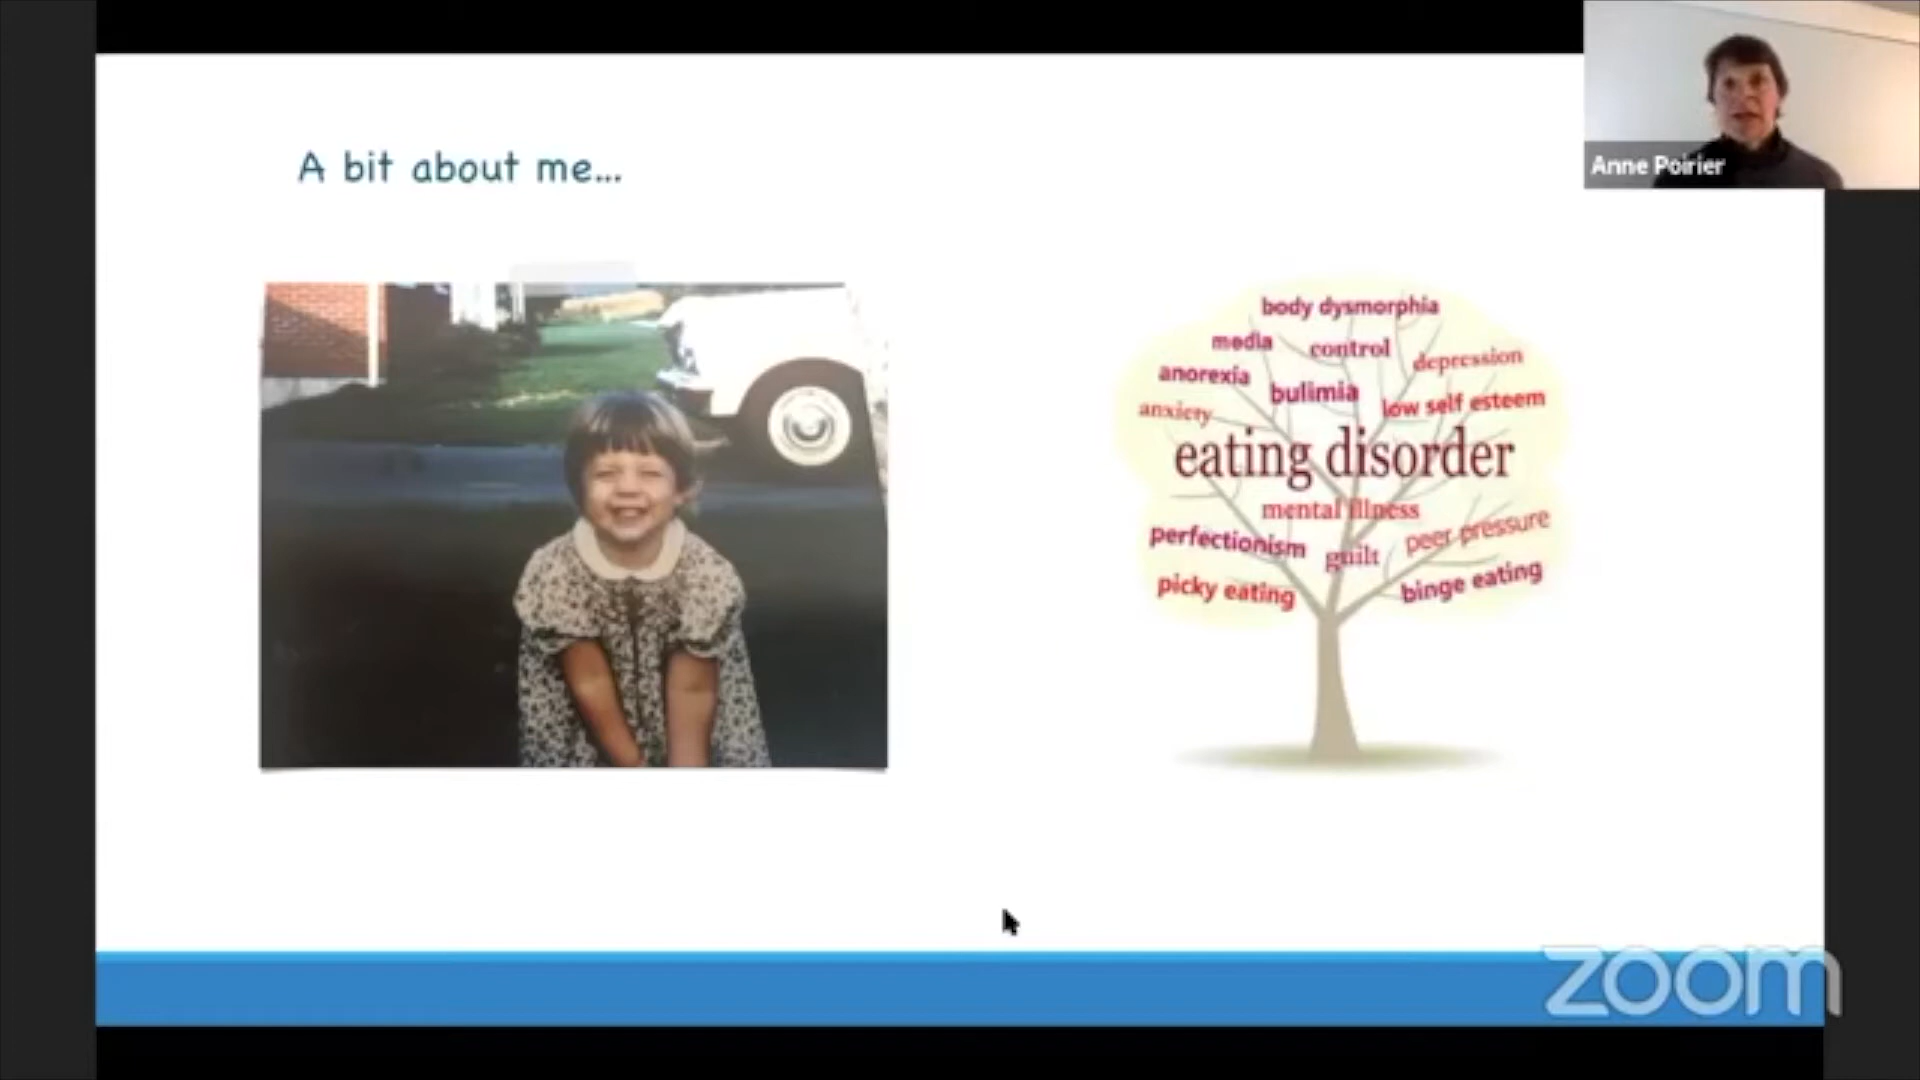 A bit about me...
Anne Poirier
body dysmorphia
media control depression
anorexia bulimia low self esteem
anxiety
eating disorder
mental illness
perfectionism guilt peer pressure
picky eating binge eating
zoom